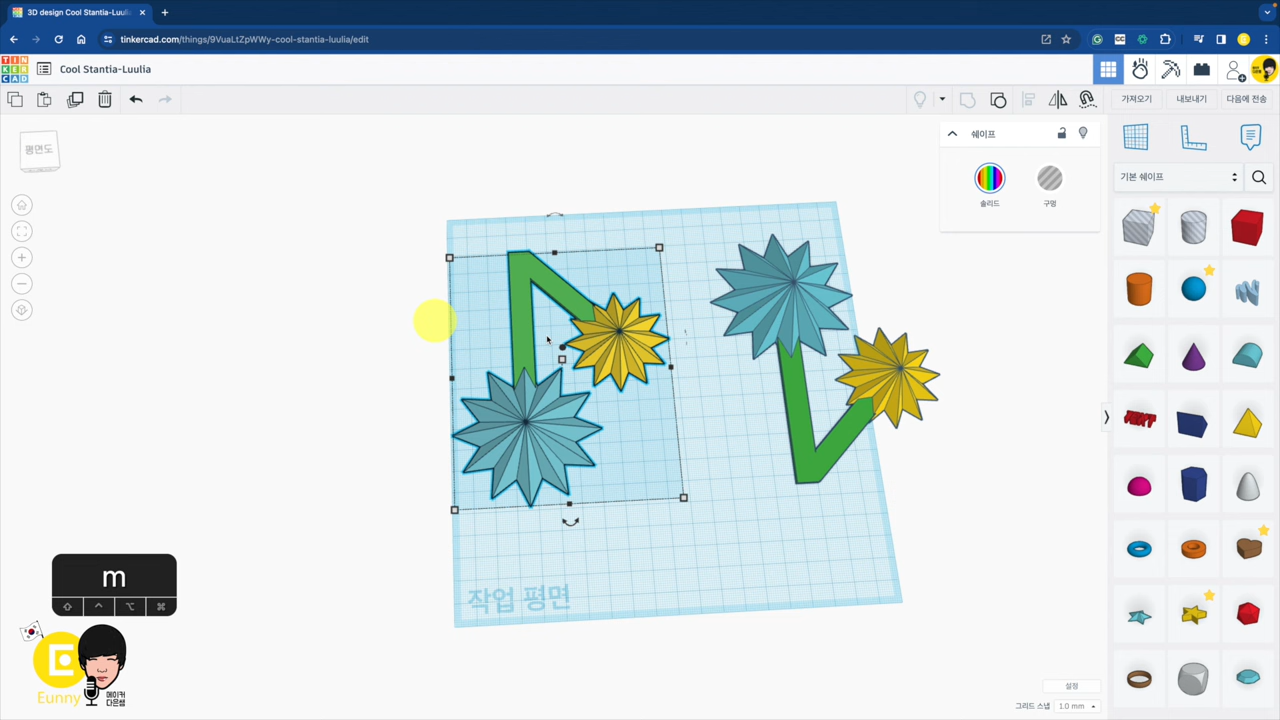 3D design Cool Stantia-Luulia
tinkercad.com/things/9VuaLtZpWWy-cool-stantia-luulia/edit
TIN
KER
CAD
Cool Stantia-Luulia
가져오기
내보내기
다음에 전송
평면도
쉐이프
솔리드
구멍
기본 쉐이프
작업 평면
m
Eunny
메이커
다은쌤
설정
그리드 스냅
1.0 mm